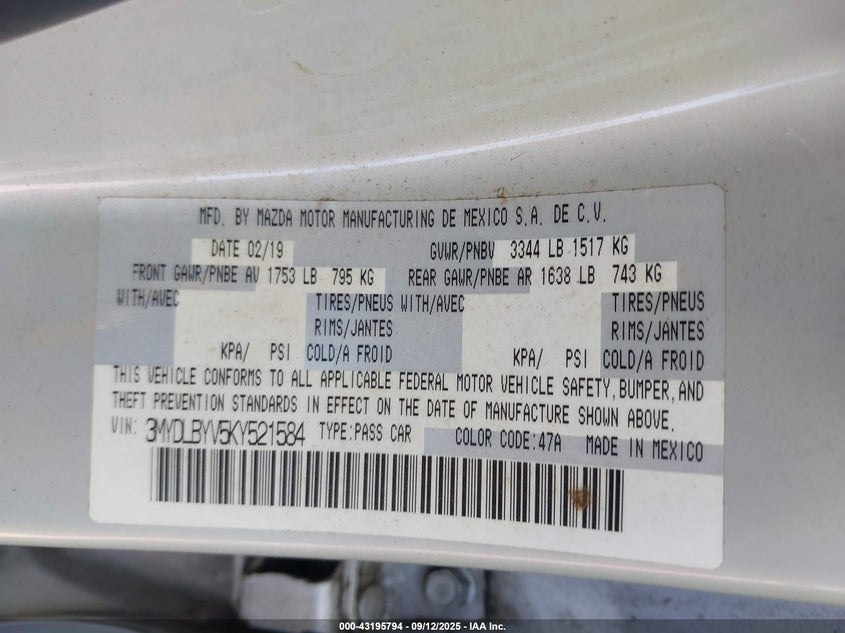 MFD. BY MAZDA MOTOR MANUFACTURING DE MEXICO S.A. DE C.V.
DATE 02/19 GVWR/PNBV 3344 LB 1517 KG
FRONT GAWR/PNBE AV 1753 LB 795 KG REAR GAWR/PNBE AR 1638 LB 743 KG
WITH/AVEC TIRES/PNEUS WITH/AVEC TIRES/PNEUS
RIMS/JANTES RIMS/JANTES
KPA/ PSI COLD/A FROID KPA/ PSI COLD/A FROID
THIS VEHICLE CONFORMS TO ALL APPLICABLE FEDERAL MOTOR VEHICLE SAFETY, BUMPER, AND
THEFT PREVENTION STANDARDS IN EFFECT ON THE DATE OF MANUFACTURE SHOWN ABOVE.
VIN: 3MYDLBYV5KY521584 TYPE:PASS CAR COLOR CODE:47A MADE IN MEXICO
000-43195794 - 09/12/2025 - IAA Inc.